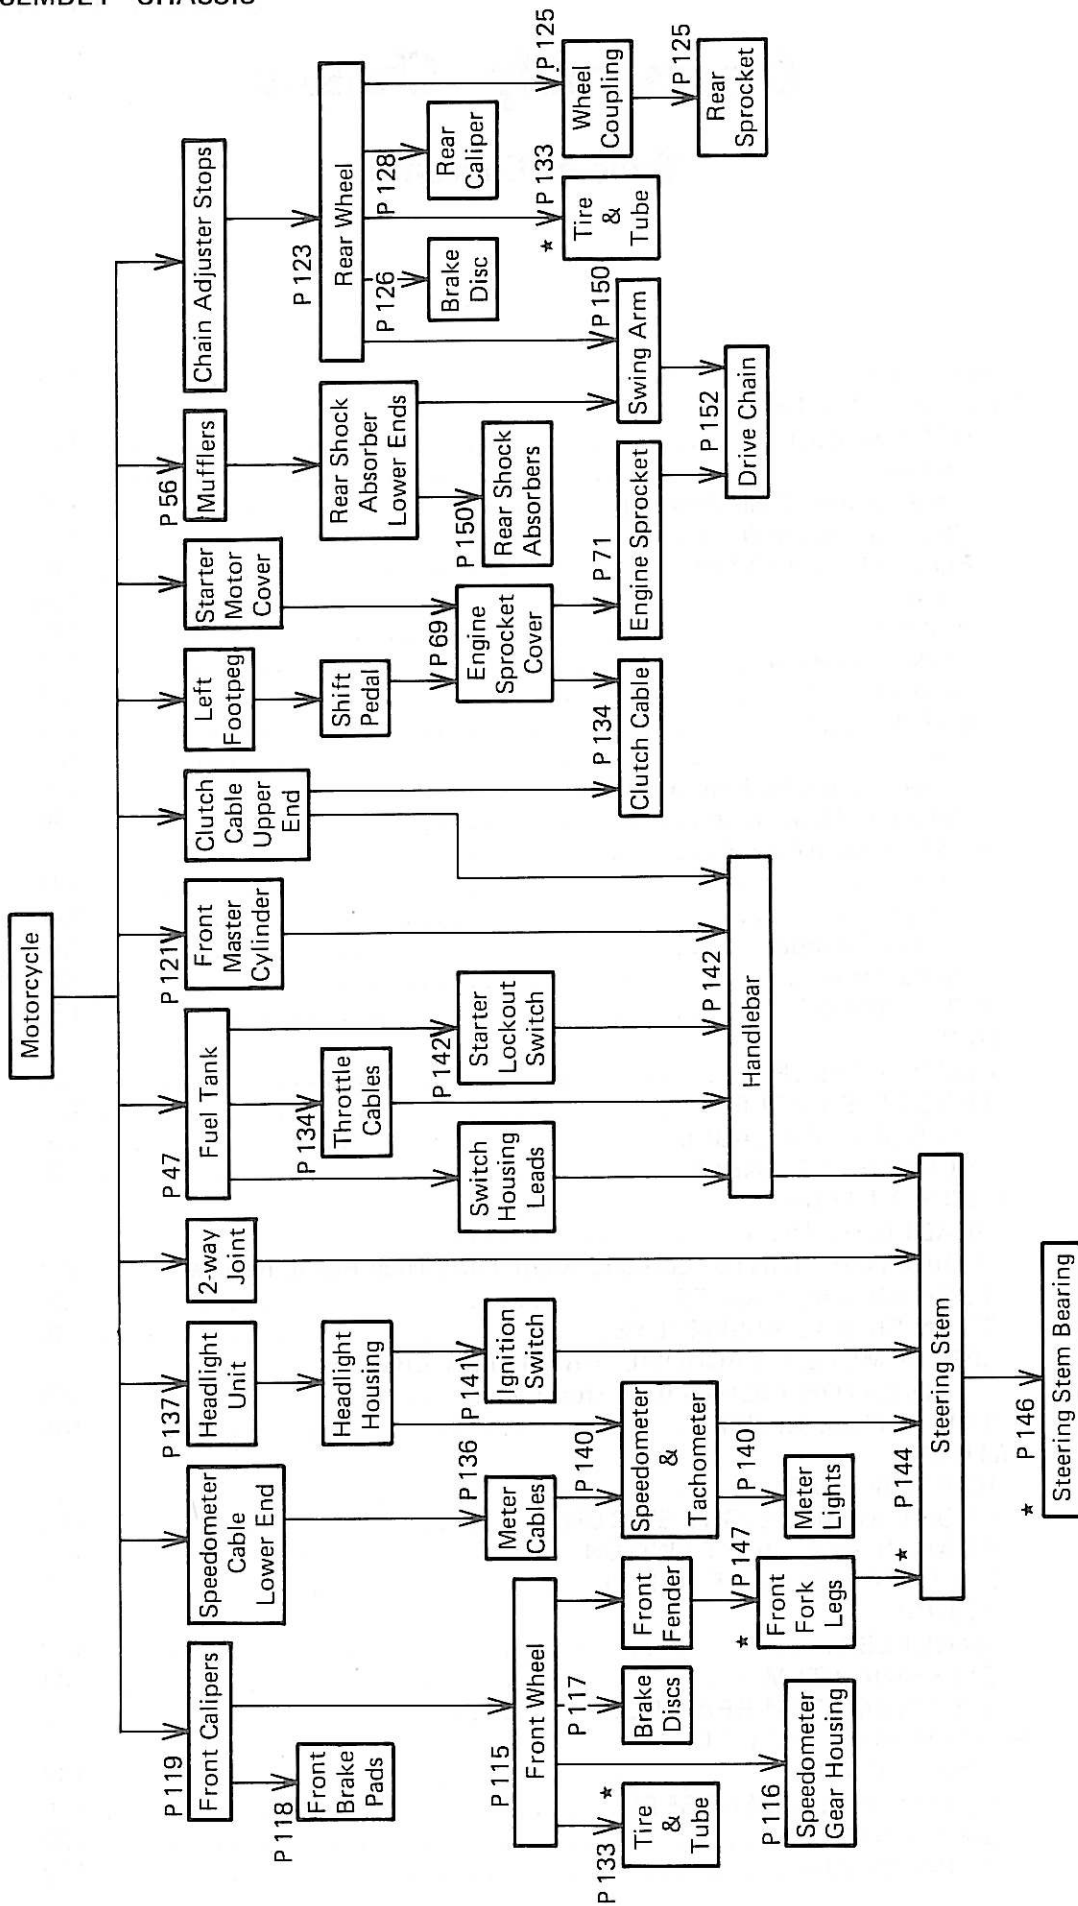 Motorcycle
P 119
Front Calipers
P 118
Front
Brake
Pads
Speedometer
Cable
Lower End
P 137
Headlight
Unit
Headlight
Housing
2-way
Joint
P 47
Fuel Tank
P 134
Throttle
Cables
P 121
Front
Master
Cylinder
Clutch
Cable
Upper
End
Left
Footpeg
Shift
Pedal
Starter
Motor
Cover
P 56
Mufflers
Rear Shock
Absorber
Lower Ends
Chain Adjuster Stops
P 123
Rear Wheel
P 136
Meter
Cables
P 141
Ignition
Switch
Switch
Housing
Leads
P 142
Starter
Lockout
Switch
P 69
Engine
Sprocket
Cover
P 150
Rear Shock
Absorbers
P 126
Brake
Disc
P 128
Rear
Caliper
P 115
Front Wheel
P 133
★
Tire
&
Tube
P 117
Brake
Discs
Front
Fender
P 140
Speedometer
&
Tachometer
P 134
Clutch Cable
P 71
Engine Sprocket
P 150
Swing Arm
★ P 133
Tire
&
Tube
P 125
Wheel
Coupling
P 116
Speedometer
Gear Housing
★
P 147
Front
Fork
Legs
P 140
Meter
Lights
P 142
Handlebar
P 152
Drive Chain
P 125
Rear
Sprocket
★
P 144
Steering Stem
★
P 146
Steering Stem Bearing